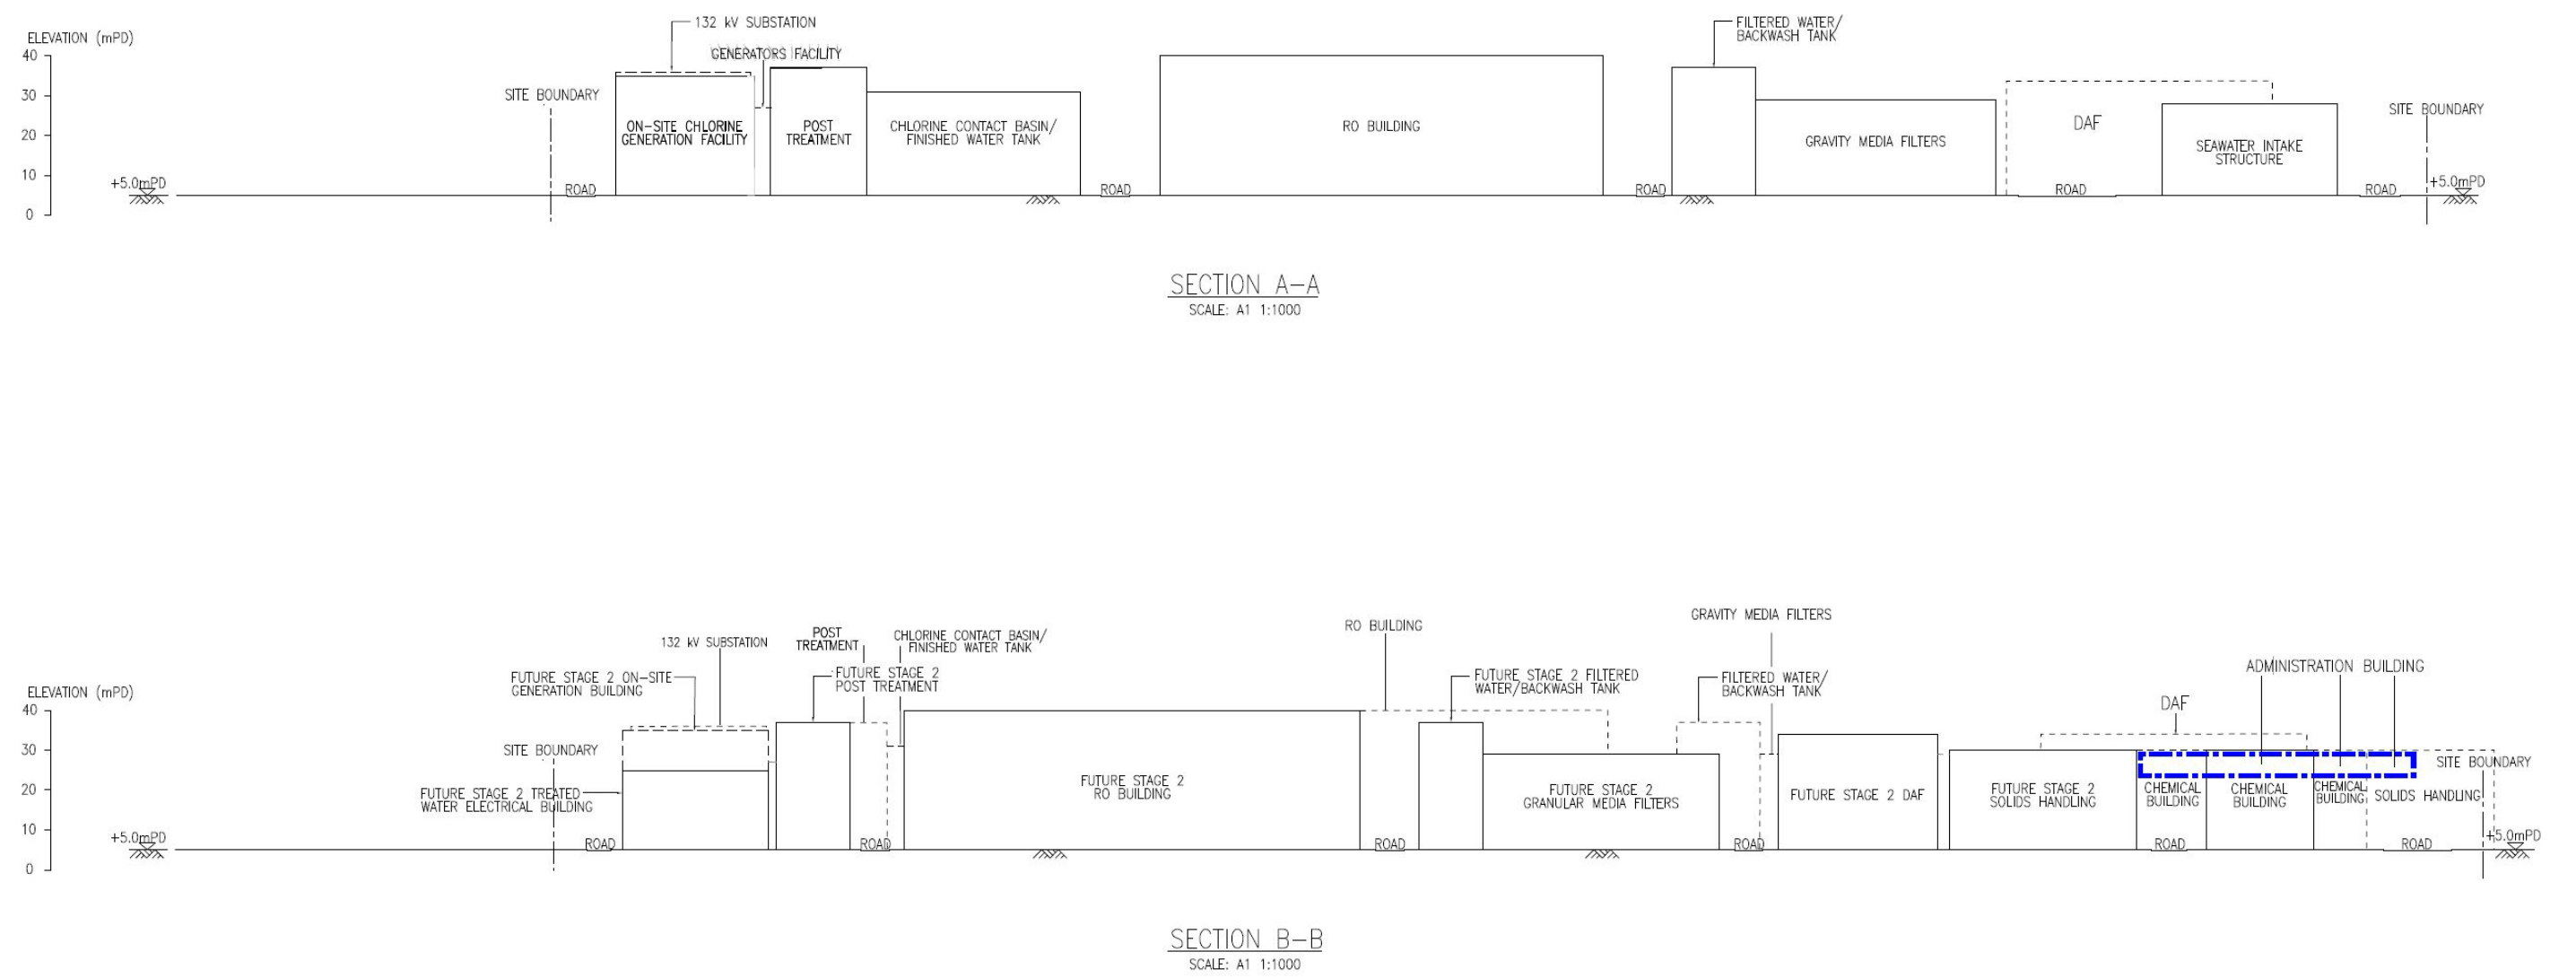 132 kV SUBSTATION
FILTERED WATER/
BACKWASH TANK
ELEVATION (mPD)
GENERATORS FACILITY
40
30
20
10
0
SITE BOUNDARY
ON-SITE CHLORINE
GENERATION FACILITY
POST
TREATMENT
CHLORINE CONTACT BASIN/
FINISHED WATER TANK
RO BUILDING
GRAVITY MEDIA FILTERS
DAF
SEAWATER INTAKE
STRUCTURE
SITE BOUNDARY
+5.0mPD
ROAD
ROAD
ROAD
ROAD
ROAD
+5.0mPD
SECTION A-A
SCALE: A1 1:1000
GRAVITY MEDIA FILTERS
RO BUILDING
132 kV SUBSTATION
POST
TREATMENT
CHLORINE CONTACT BASIN/
FINISHED WATER TANK
ADMINISTRATION BUILDING
FUTURE STAGE 2 ON-SITE
GENERATION BUILDING
FUTURE STAGE 2
POST TREATMENT
FUTURE STAGE 2 FILTERED
WATER/BACKWASH TANK
FILTERED WATER/
BACKWASH TANK
ELEVATION (mPD)
DAF
40
30
20
10
0
SITE BOUNDARY
SITE BOUNDARY
FUTURE STAGE 2 TREATED
WATER ELECTRICAL BUILDING
FUTURE STAGE 2
RO BUILDING
FUTURE STAGE 2
GRANULAR MEDIA FILTERS
FUTURE STAGE 2 DAF
FUTURE STAGE 2
SOLIDS HANDLING
CHEMICAL
BUILDING
CHEMICAL
BUILDING
CHEMICAL
BUILDING
SOLIDS HANDLING
+5.0mPD
ROAD
ROAD
ROAD
ROAD
ROAD
ROAD
+5.0mPD
SECTION B-B
SCALE: A1 1:1000